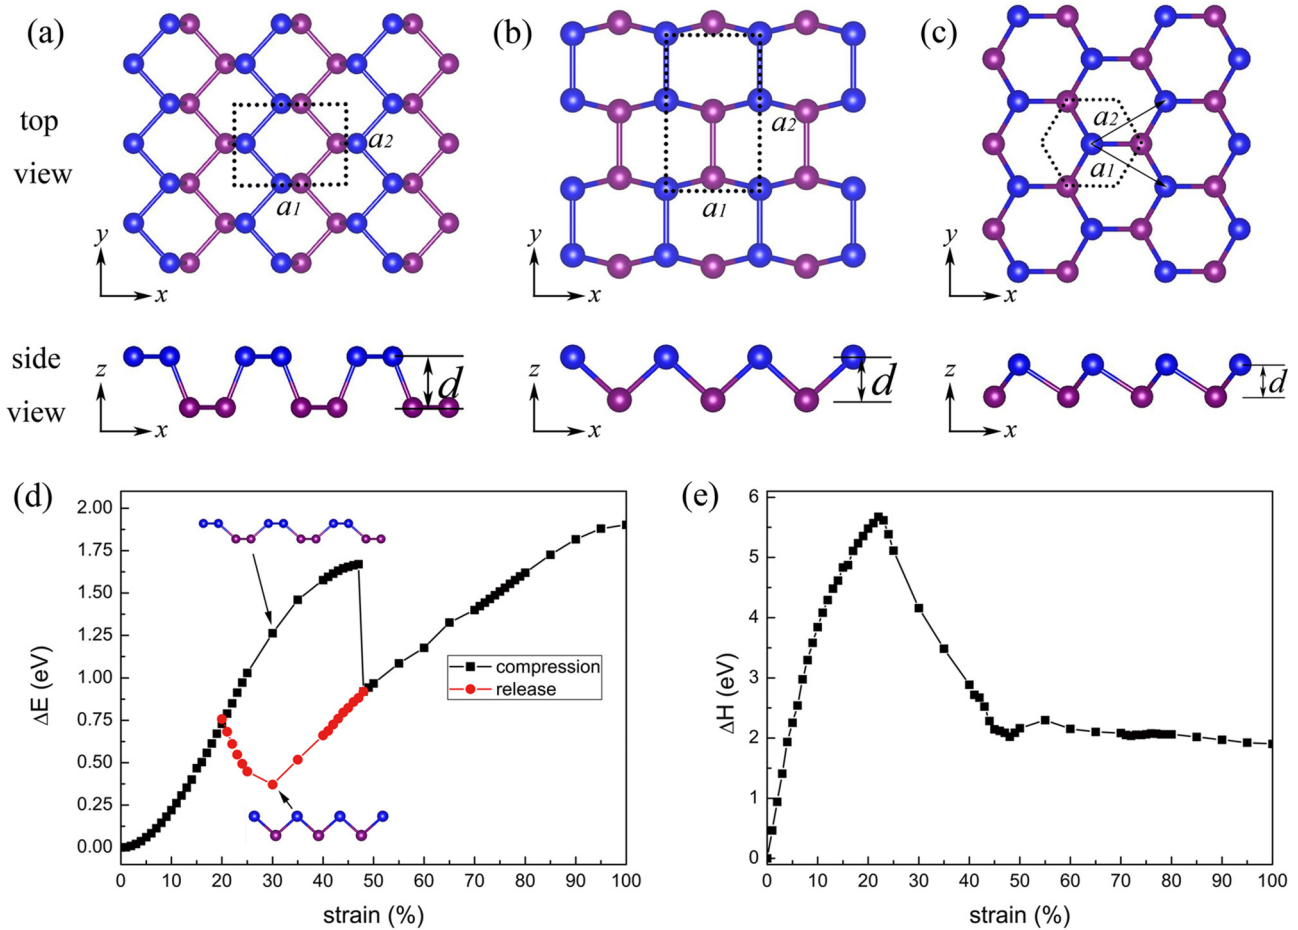 (a)
(b)
(c)
top
view
a2
a1
y
x
a2
a1
y
x
a2
a1
y
x
side
view
z
x
d
z
x
d
z
x
d
(d)
2.00
1.75
1.50
1.25
1.00
0.75
0.50
0.25
0.00
ΔE (eV)
compression
release
0 10 20 30 40 50 60 70 80 90 100
strain (%)
(e)
6
5
4
3
2
1
0
ΔH (eV)
0 10 20 30 40 50 60 70 80 90 100
strain (%)